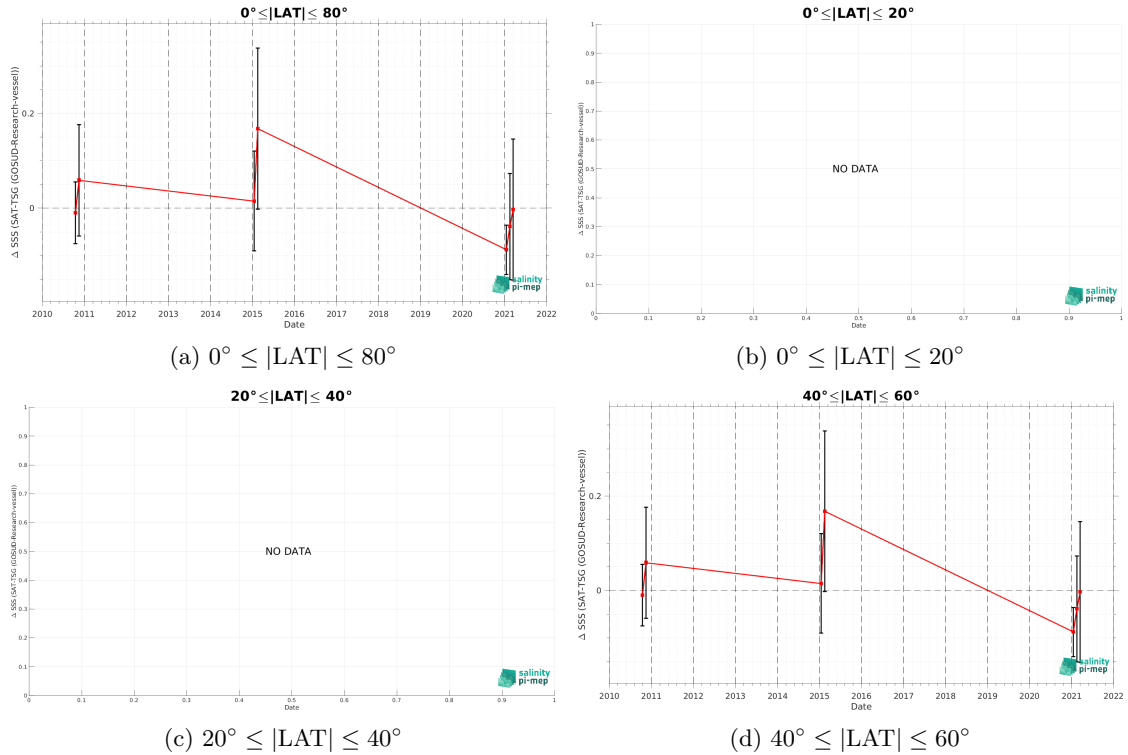 0°≤|LAT|≤ 80°
Δ SSS (SAT-TSG (GOSUD-Research-vessel))
0.2
0
2010 2011 2012 2013 2014 2015 2016 2017 2018 2019 2020 2021 2022
Date
salinity
pi-mep
(a) 0° ≤ |LAT| ≤ 80°
0°≤|LAT|≤ 20°
Δ SSS (SAT-TSG (GOSUD-Research-vessel))
1
0.9
0.8
0.7
0.6
0.5
0.4
0.3
0.2
0.1
0
NO DATA
0 0.1 0.2 0.3 0.4 0.5 0.6 0.7 0.8 0.9 1
Date
salinity
pi-mep
(b) 0° ≤ |LAT| ≤ 20°
20°≤|LAT|≤ 40°
Δ SSS (SAT-TSG (GOSUD-Research-vessel))
1
0.9
0.8
0.7
0.6
0.5
0.4
0.3
0.2
0.1
0
NO DATA
0 0.1 0.2 0.3 0.4 0.5 0.6 0.7 0.8 0.9 1
Date
salinity
pi-mep
(c) 20° ≤ |LAT| ≤ 40°
40°≤|LAT|≤ 60°
Δ SSS (SAT-TSG (GOSUD-Research-vessel))
0.2
0
2010 2011 2012 2013 2014 2015 2016 2017 2018 2019 2020 2021 2022
Date
salinity
pi-mep
(d) 40° ≤ |LAT| ≤ 60°